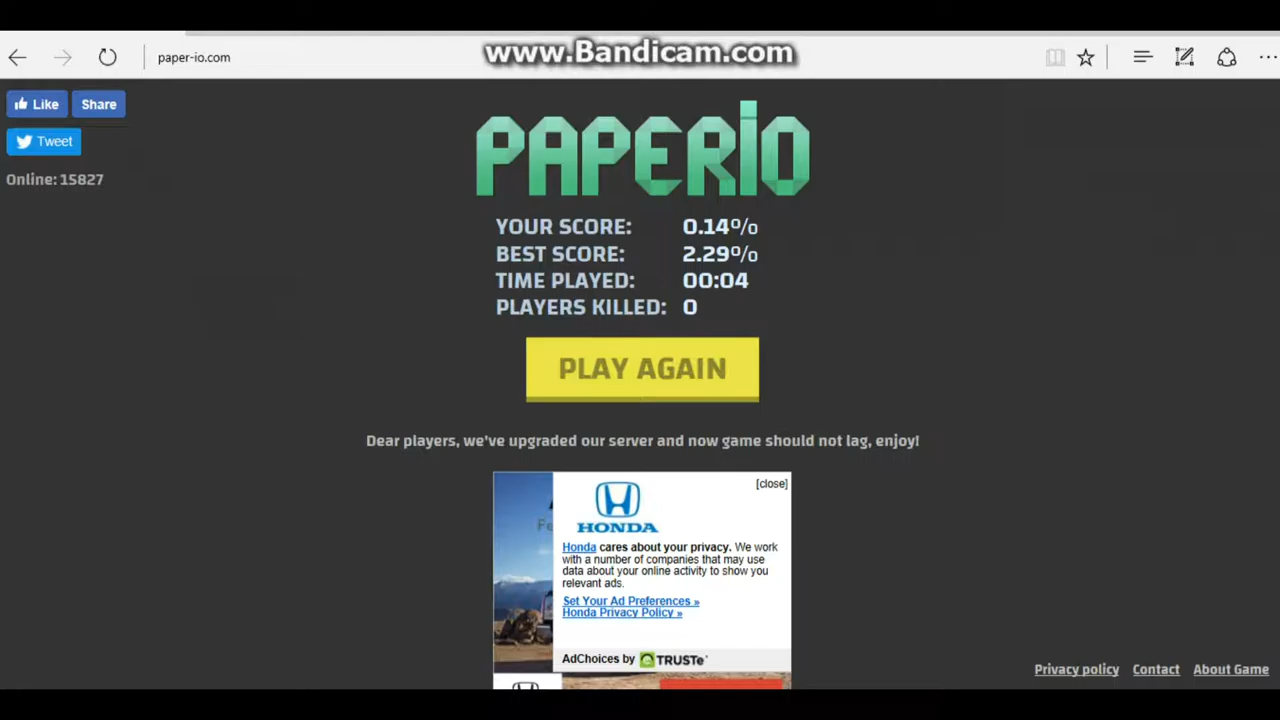 www.Bandicam.com
paper-io.com
Like
Share
Tweet
Online: 15827
PAPERIO
YOUR SCORE: 0.14%
BEST SCORE: 2.29%
TIME PLAYED: 00:04
PLAYERS KILLED: 0
PLAY AGAIN
Dear players, we've upgraded our server and now game should not lag, enjoy!
[close]
HONDA
Honda cares about your privacy. We work
with a number of companies that may use
data about your online activity to show you
relevant ads.
Set Your Ad Preferences »
Honda Privacy Policy »
AdChoices by TRUSTe
Privacy policy
Contact
About Game